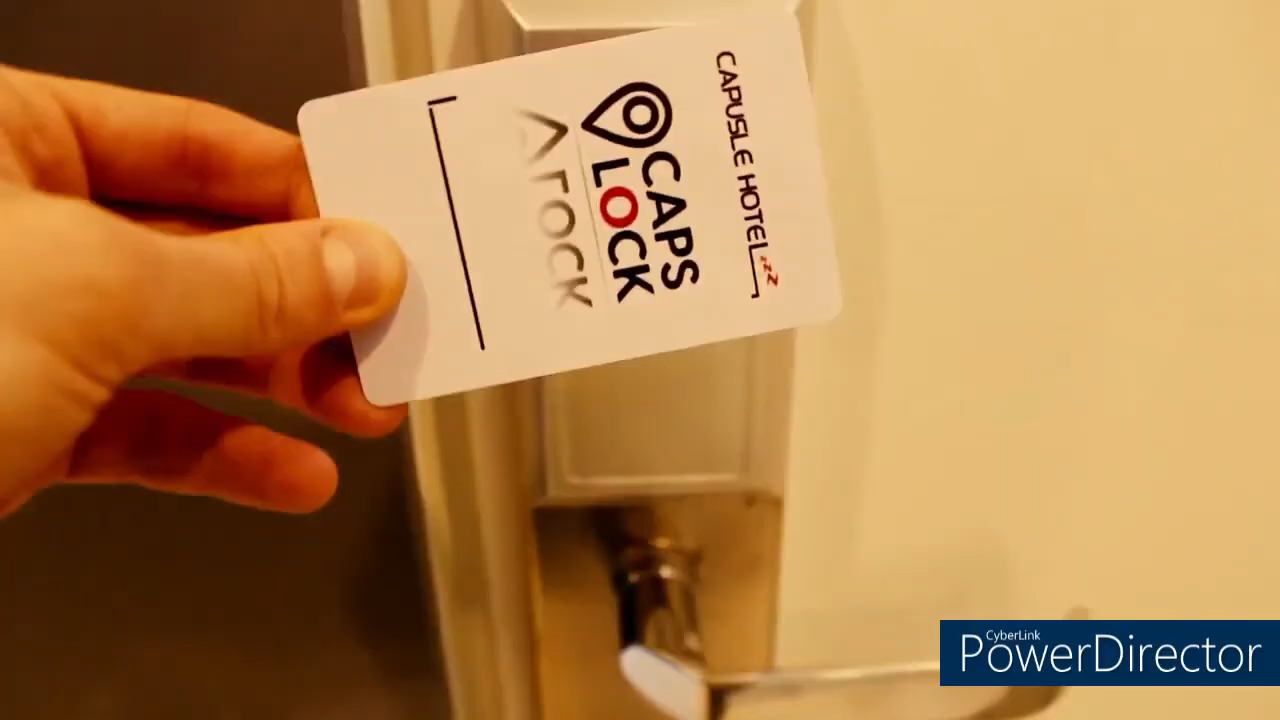 CAPUSLE HOTEL zzz
CAPS
LOCK
CyberLink
PowerDirector